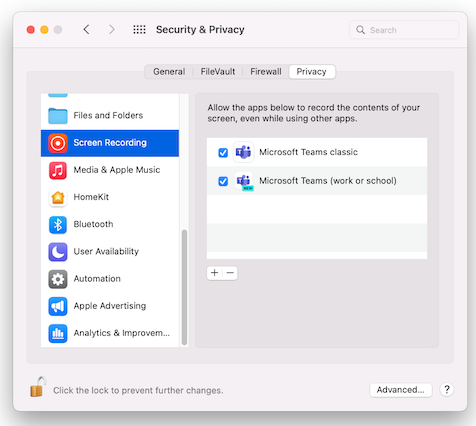 Security & Privacy
Search
General
FileVault
Firewall
Privacy
Files and Folders
Screen Recording
Media & Apple Music
HomeKit
Bluetooth
User Availability
Automation
Apple Advertising
Analytics & Improvem...
Allow the apps below to record the contents of your
screen, even while using other apps.
Microsoft Teams classic
Microsoft Teams (work or school)
NEW
+
−
Click the lock to prevent further changes.
Advanced...
?